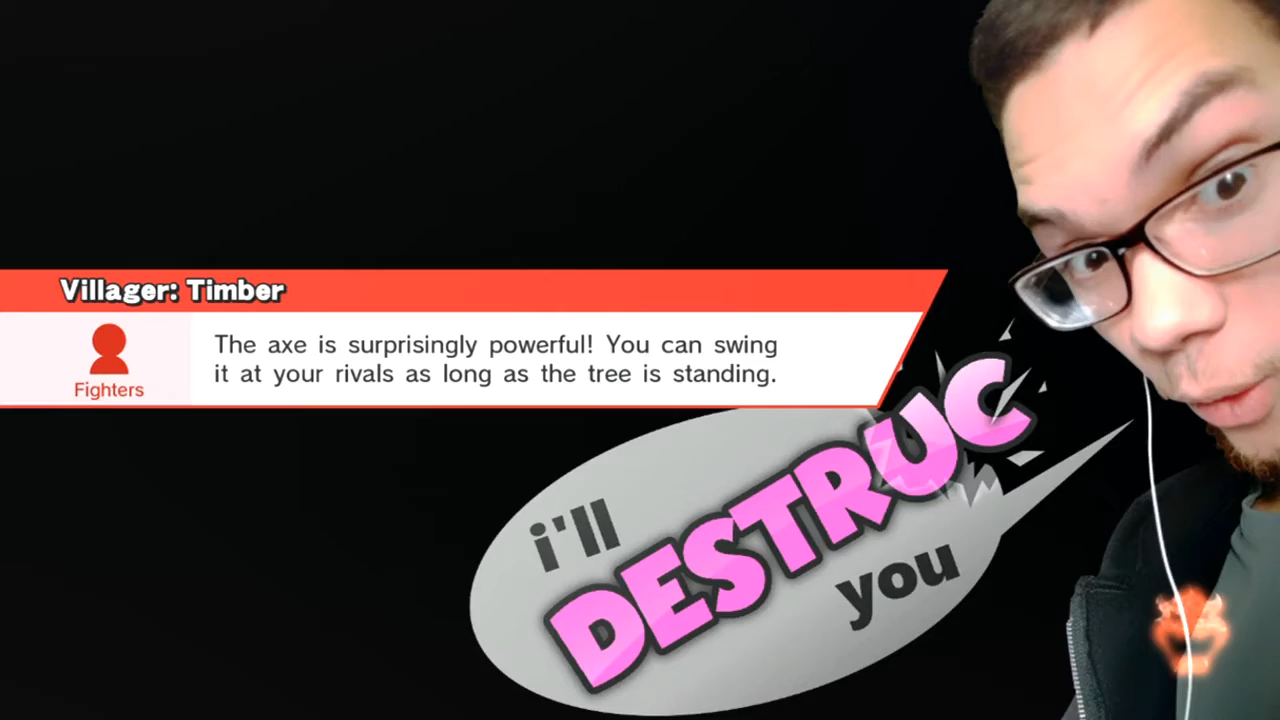 Villager: Timber
Fighters
The axe is surprisingly powerful! You can swing
it at your rivals as long as the tree is standing.
i'll
DESTRUC
you